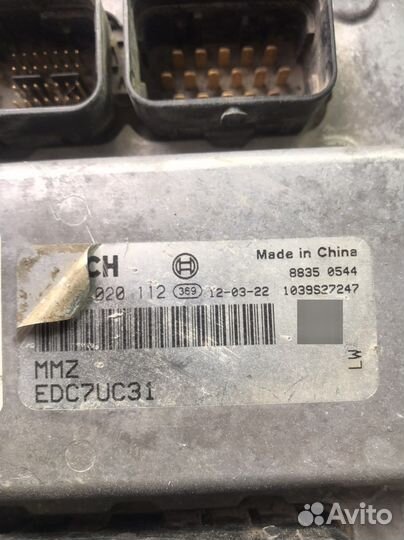 CH
Made in China
8835 0544
020 112 369 12-03-22 1039S27247
MMZ
EDC7UC31
LW
Avito